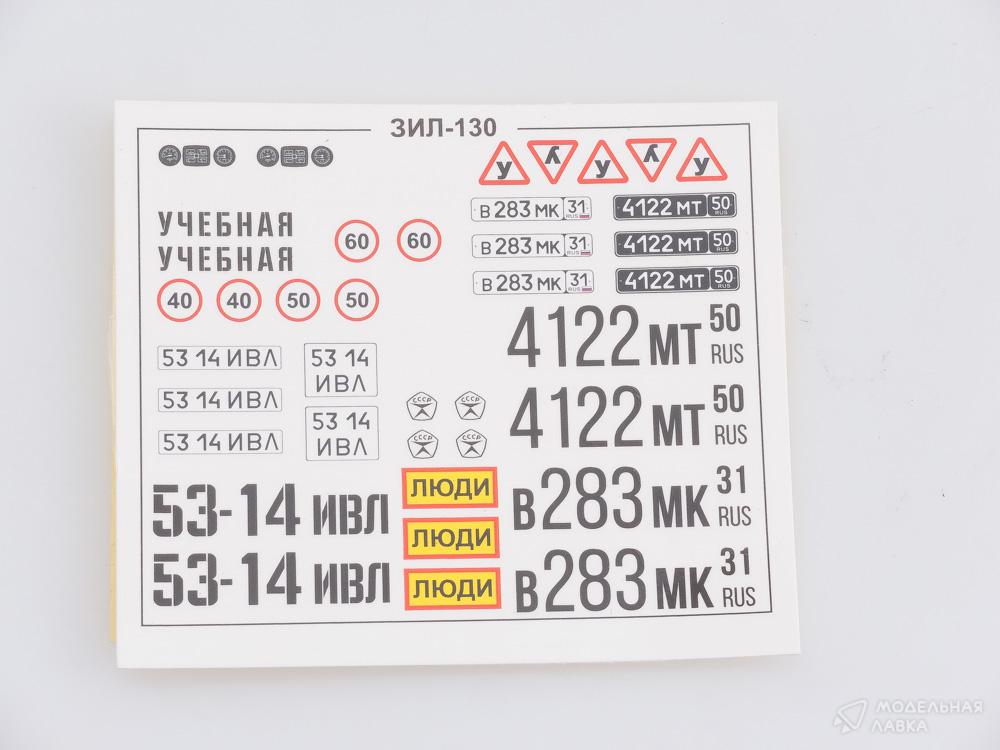 ЗИЛ-130
У У У У У
УЧЕБНАЯ
УЧЕБНАЯ
60 60
40 40 50 50
В 283 МК 31 RUS
4122 МТ 50 RUS
В 283 МК 31 RUS
4122 МТ 50 RUS
В 283 МК 31 RUS
4122 МТ 50 RUS
4122 МТ 50
RUS
4122 МТ 50
RUS
53 14 ИВЛ
53 14 ИВЛ
53 14 ИВЛ
53 14
ИВЛ
53 14
ИВЛ
СССР СССР
СССР СССР
53-14 ИВЛ
53-14 ИВЛ
ЛЮДИ
ЛЮДИ
ЛЮДИ
В 283 МК 31
RUS
В 283 МК 31
RUS
МОДЕЛЬНАЯ
ЛАВКА